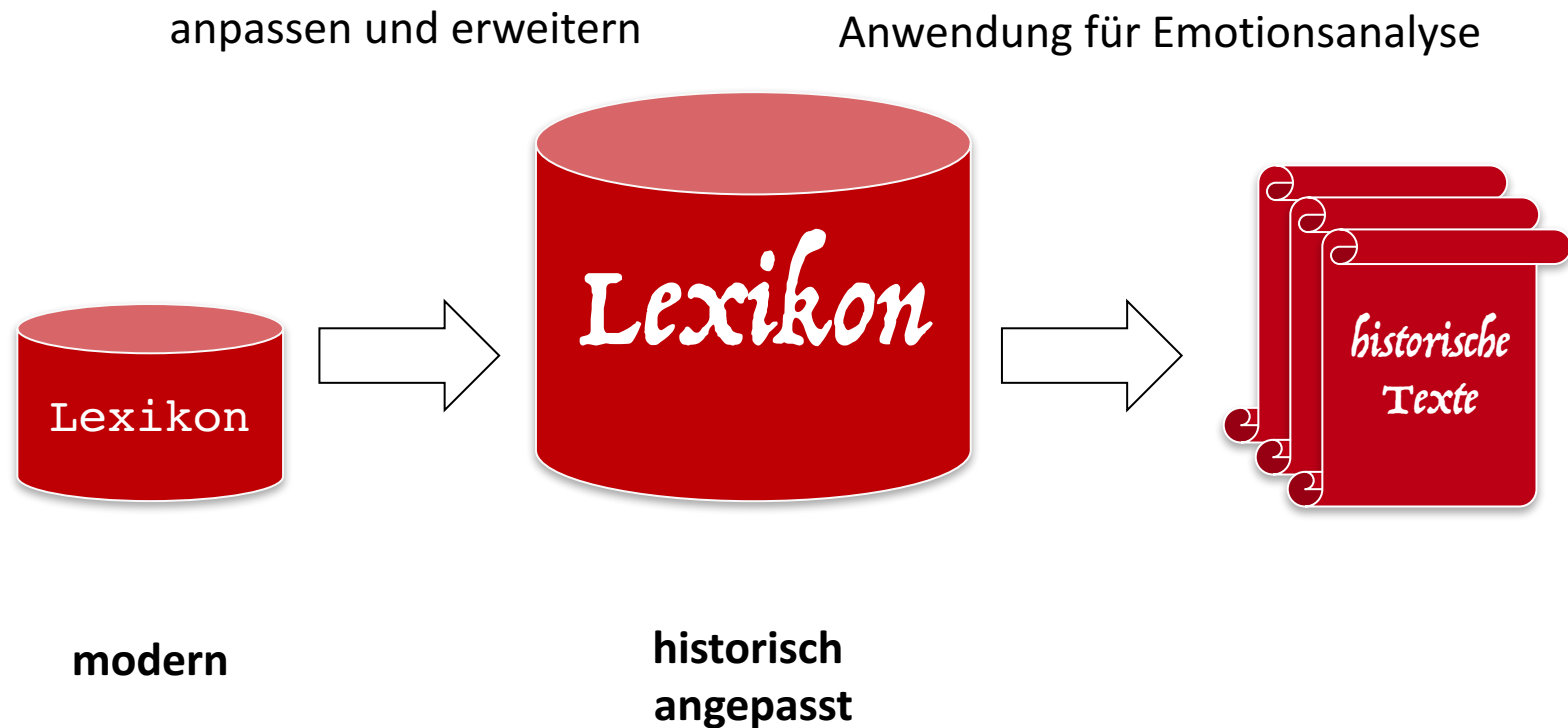 anpassen und erweitern
Anwendung für Emotionsanalyse
Lexikon
Lexikon
historische
Texte
modern
historisch
angepasst